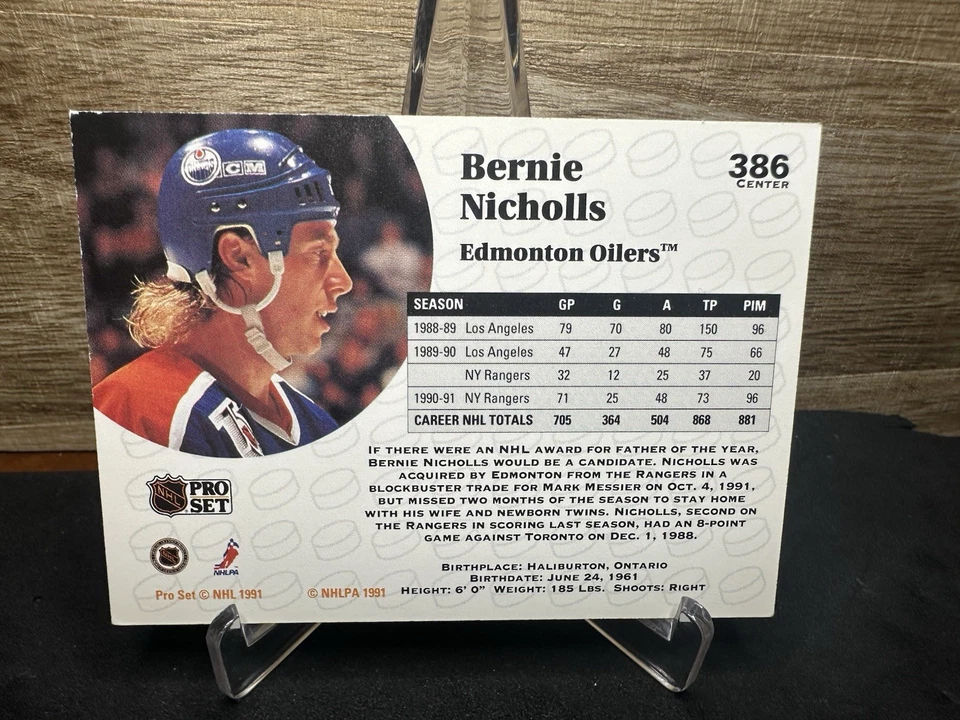 Bernie
Nicholls
386
CENTER
Edmonton Oilers™
SEASON GP G A TP PIM
1988-89 Los Angeles 79 70 80 150 96
1989-90 Los Angeles 47 27 48 75 66
NY Rangers 32 12 25 37 20
1990-91 NY Rangers 71 25 48 73 96
CAREER NHL TOTALS 705 364 504 868 881
IF THERE WERE AN NHL AWARD FOR FATHER OF THE YEAR,
BERNIE NICHOLLS WOULD BE A CANDIDATE. NICHOLLS WAS
ACQUIRED BY EDMONTON FROM THE RANGERS IN A
BLOCKBUSTER TRADE FOR MARK MESSIER ON OCT. 4, 1991,
BUT MISSED TWO MONTHS OF THE SEASON TO STAY HOME
WITH HIS WIFE AND NEWBORN TWINS. NICHOLLS, SECOND ON
THE RANGERS IN SCORING LAST SEASON, HAD AN 8-POINT
GAME AGAINST TORONTO ON DEC. 1, 1988.
BIRTHPLACE: HALIBURTON, ONTARIO
BIRTHDATE: JUNE 24, 1961
HEIGHT: 6' 0" WEIGHT: 185 LBS. SHOOTS: RIGHT
OILERS CCM
NHL PRO
SET
NHLPA
Pro Set © NHL 1991
© NHLPA 1991